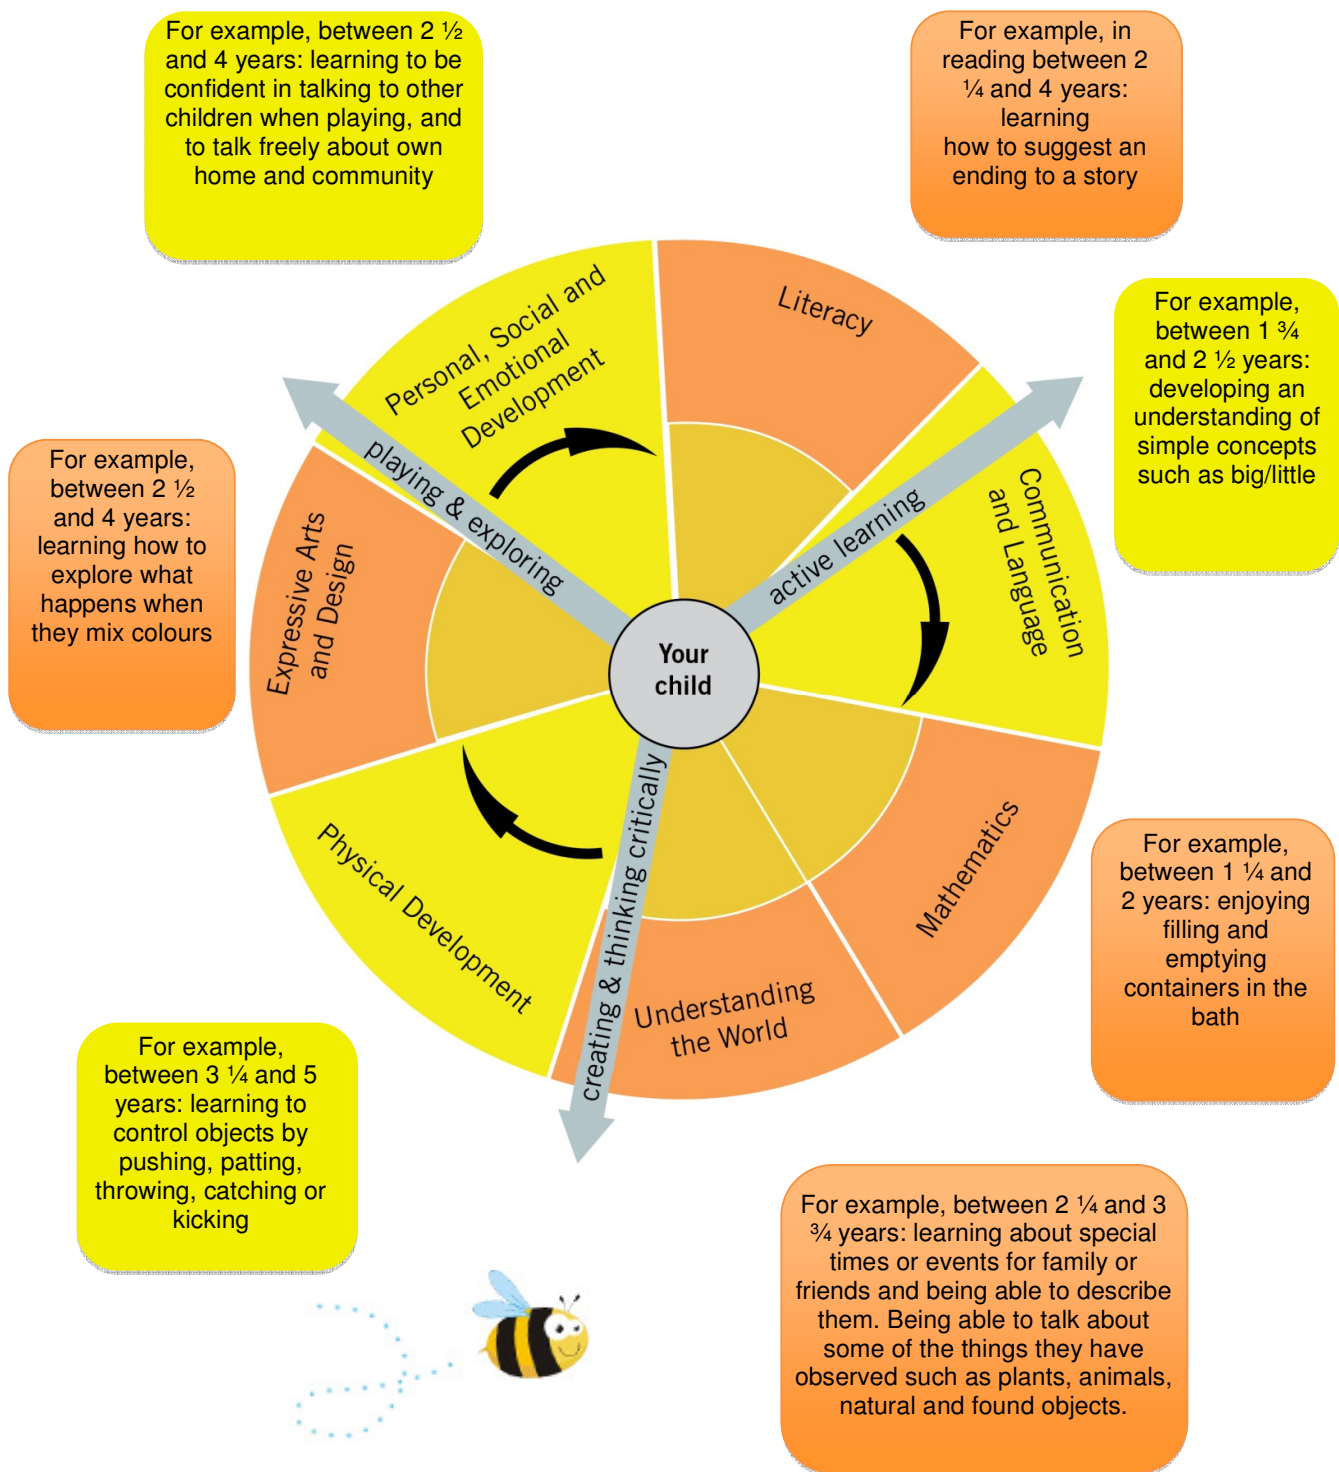 For example, between 2 ½
and 4 years: learning to be
confident in talking to other
children when playing, and
to talk freely about own
home and community
For example, in
reading between 2
¼ and 4 years:
learning
how to suggest an
ending to a story
For example,
between 1 ¾
and 2 ½ years:
developing an
understanding of
simple concepts
such as big/little
For example,
between 2 ½
and 4 years:
learning how to
explore what
happens when
they mix colours
Personal, Social and
Emotional
Development
Literacy
Communication
and Language
Expressive Arts
and Design
playing & exploring
active learning
Your
child
creating & thinking critically
Mathematics
Physical Development
Understanding
the World
For example,
between 1 ¼ and
2 years: enjoying
filling and
emptying
containers in the
bath
For example,
between 3 ¼ and 5
years: learning to
control objects by
pushing, patting,
throwing, catching or
kicking
For example, between 2 ¼ and 3
¾ years: learning about special
times or events for family or
friends and being able to describe
them. Being able to talk about
some of the things they have
observed such as plants, animals,
natural and found objects.